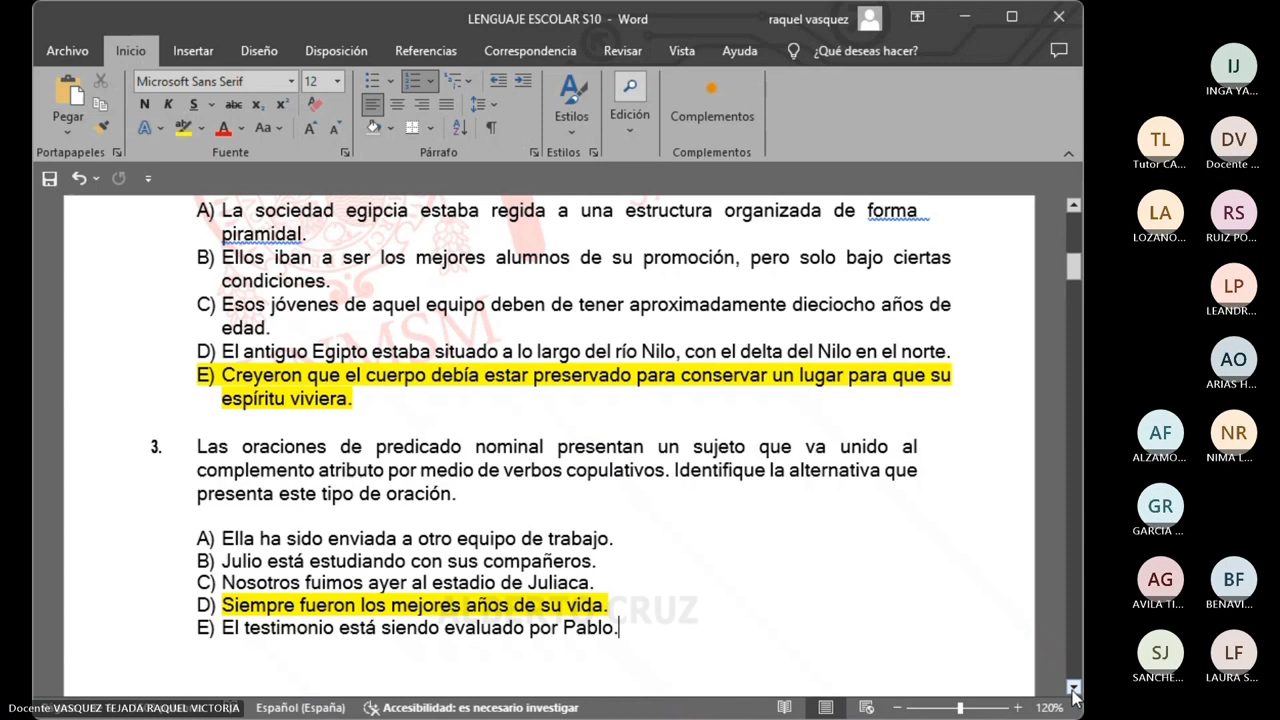 LENGUAJE ESCOLAR S10 - Word
raquel vasquez
Archivo Inicio Insertar Diseño Disposición Referencias Correspondencia Revisar Vista Ayuda ¿Qué deseas hacer?
Microsoft Sans Serif 12
Pegar
N K S abc x₂ x²
A A Aa A A
Estilos
Edición
Complementos
Portapapeles Fuente Párrafo Estilos Complementos
A) La sociedad egipcia estaba regida a una estructura organizada de forma
piramidal.
B) Ellos iban a ser los mejores alumnos de su promoción, pero solo bajo ciertas
condiciones.
C) Esos jóvenes de aquel equipo deben de tener aproximadamente dieciocho años de
edad.
D) El antiguo Egipto estaba situado a lo largo del río Nilo, con el delta del Nilo en el norte.
E) Creyeron que el cuerpo debía estar preservado para conservar un lugar para que su
espíritu viviera.
3. Las oraciones de predicado nominal presentan un sujeto que va unido al
complemento atributo por medio de verbos copulativos. Identifique la alternativa que
presenta este tipo de oración.
A) Ella ha sido enviada a otro equipo de trabajo.
B) Julio está estudiando con sus compañeros.
C) Nosotros fuimos ayer al estadio de Juliaca.
D) Siempre fueron los mejores años de su vida.
E) El testimonio está siendo evaluado por Pablo.
ALBERTO CRUZ
UNMSM
Docente VASQUEZ TEJADA RAQUEL VICTORIA
Español (España)
Accesibilidad: es necesario investigar
120%
IJ
INGA YA...
TL DV
Tutor CA... Docente ...
LA RS
LOZANO... RUIZ PO...
LP
LEANDR...
AO
ARIAS H...
AF NR
ALZAMO... NIMA L...
GR
GARCIA ...
AG BF
AVILA TI... BENAVI...
SJ LF
SANCHE... LAURA S...